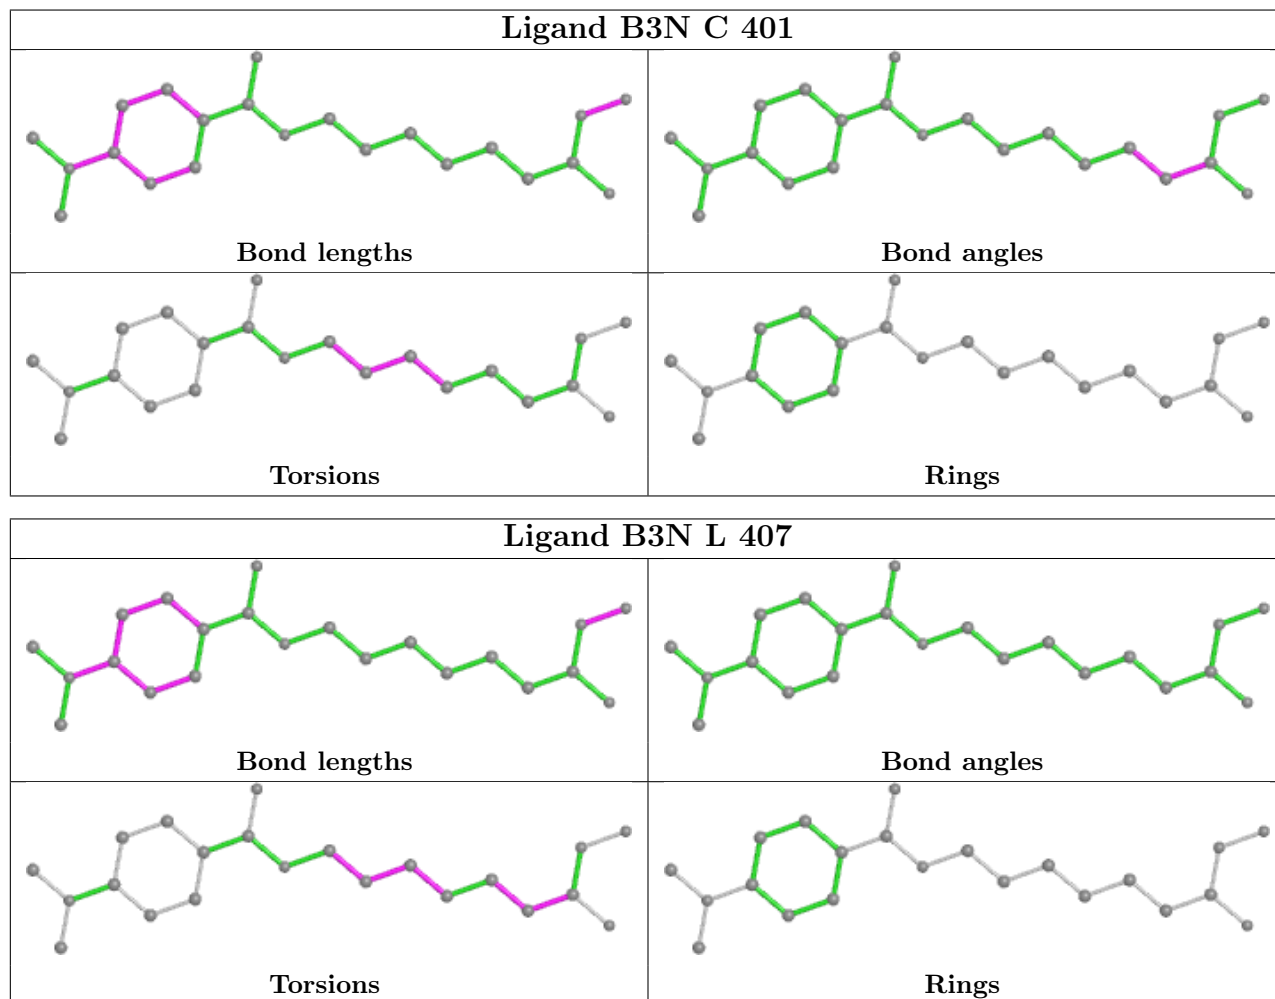 Ligand B3N C 401
Bond lengths
Bond angles
Torsions
Rings
Ligand B3N L 407
Bond lengths
Bond angles
Torsions
Rings